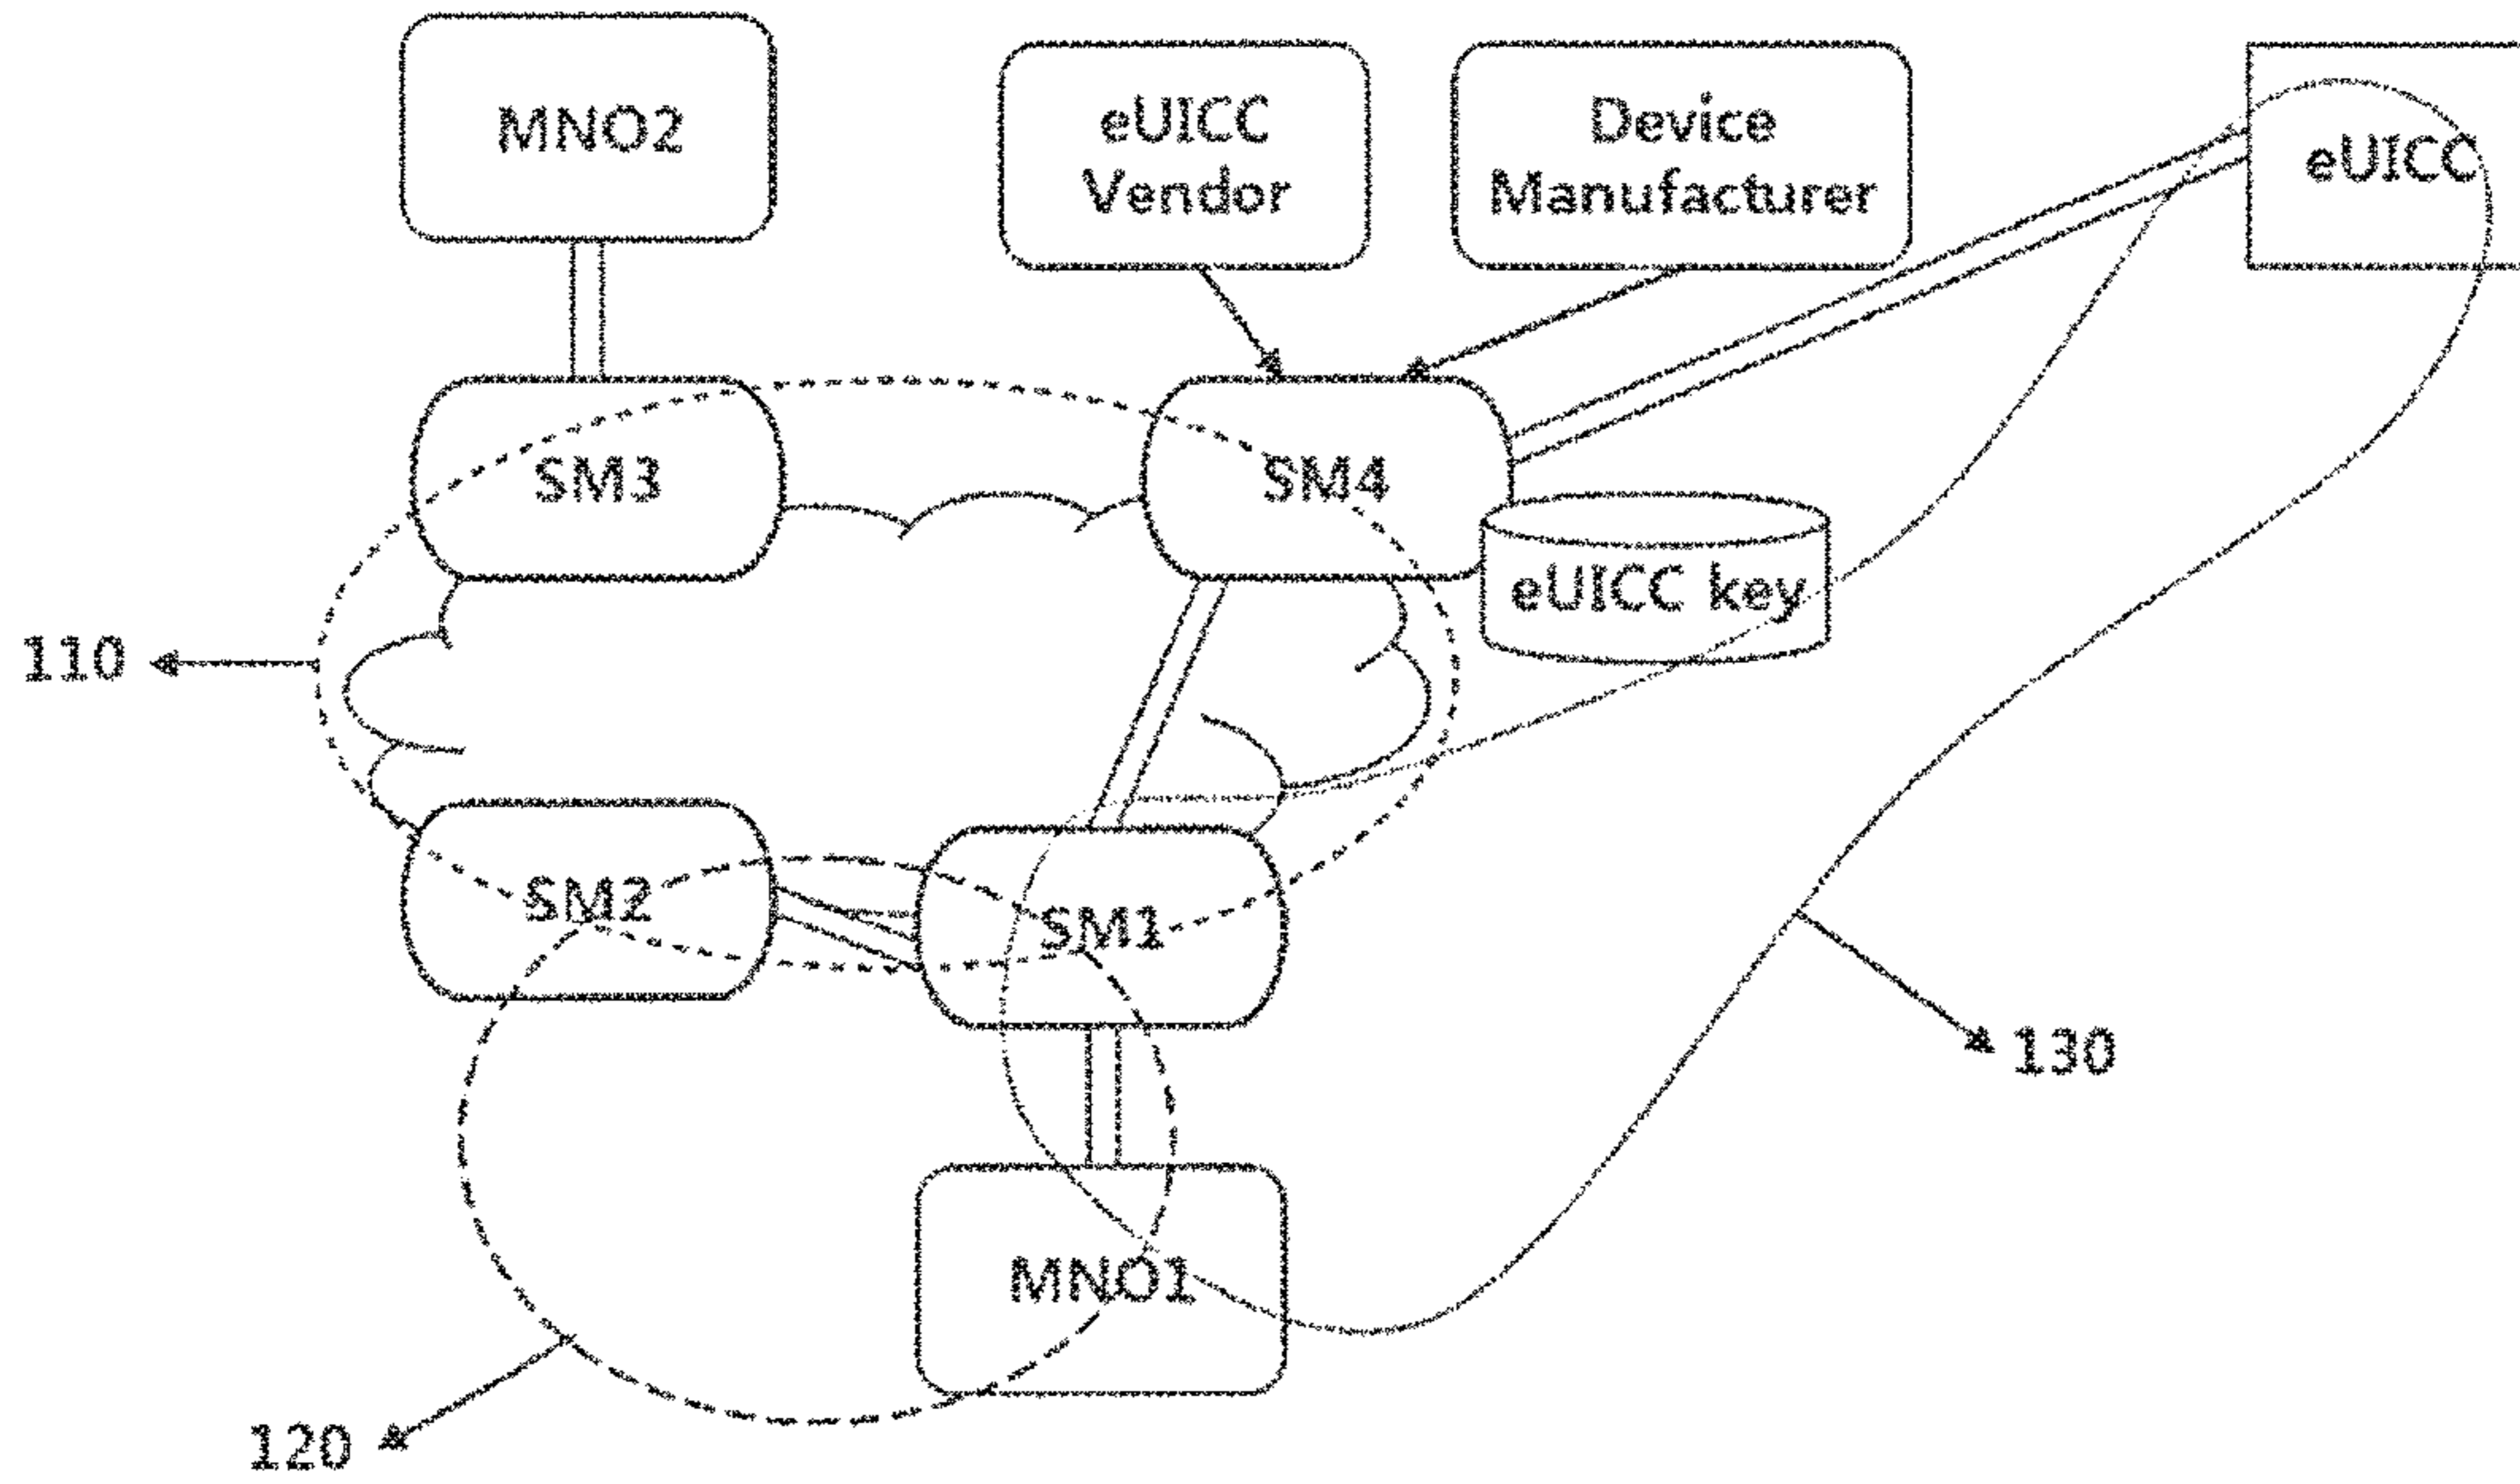 MNO2
eUICC
Vendor
Device
Manufacturer
eUICC
SM3
SM4
eUICC key
110
SM2
SM1
130
MNO1
120